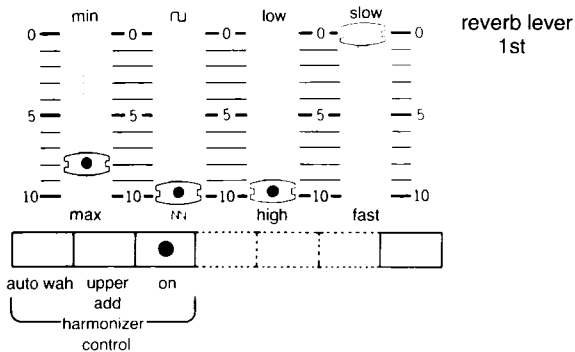 min low slow
reverb lever
1st
0 0 0 0 0
5 5 5 5 5
10 10 10 10 10
max high fast
auto wah upper on
add
harmonizer
control